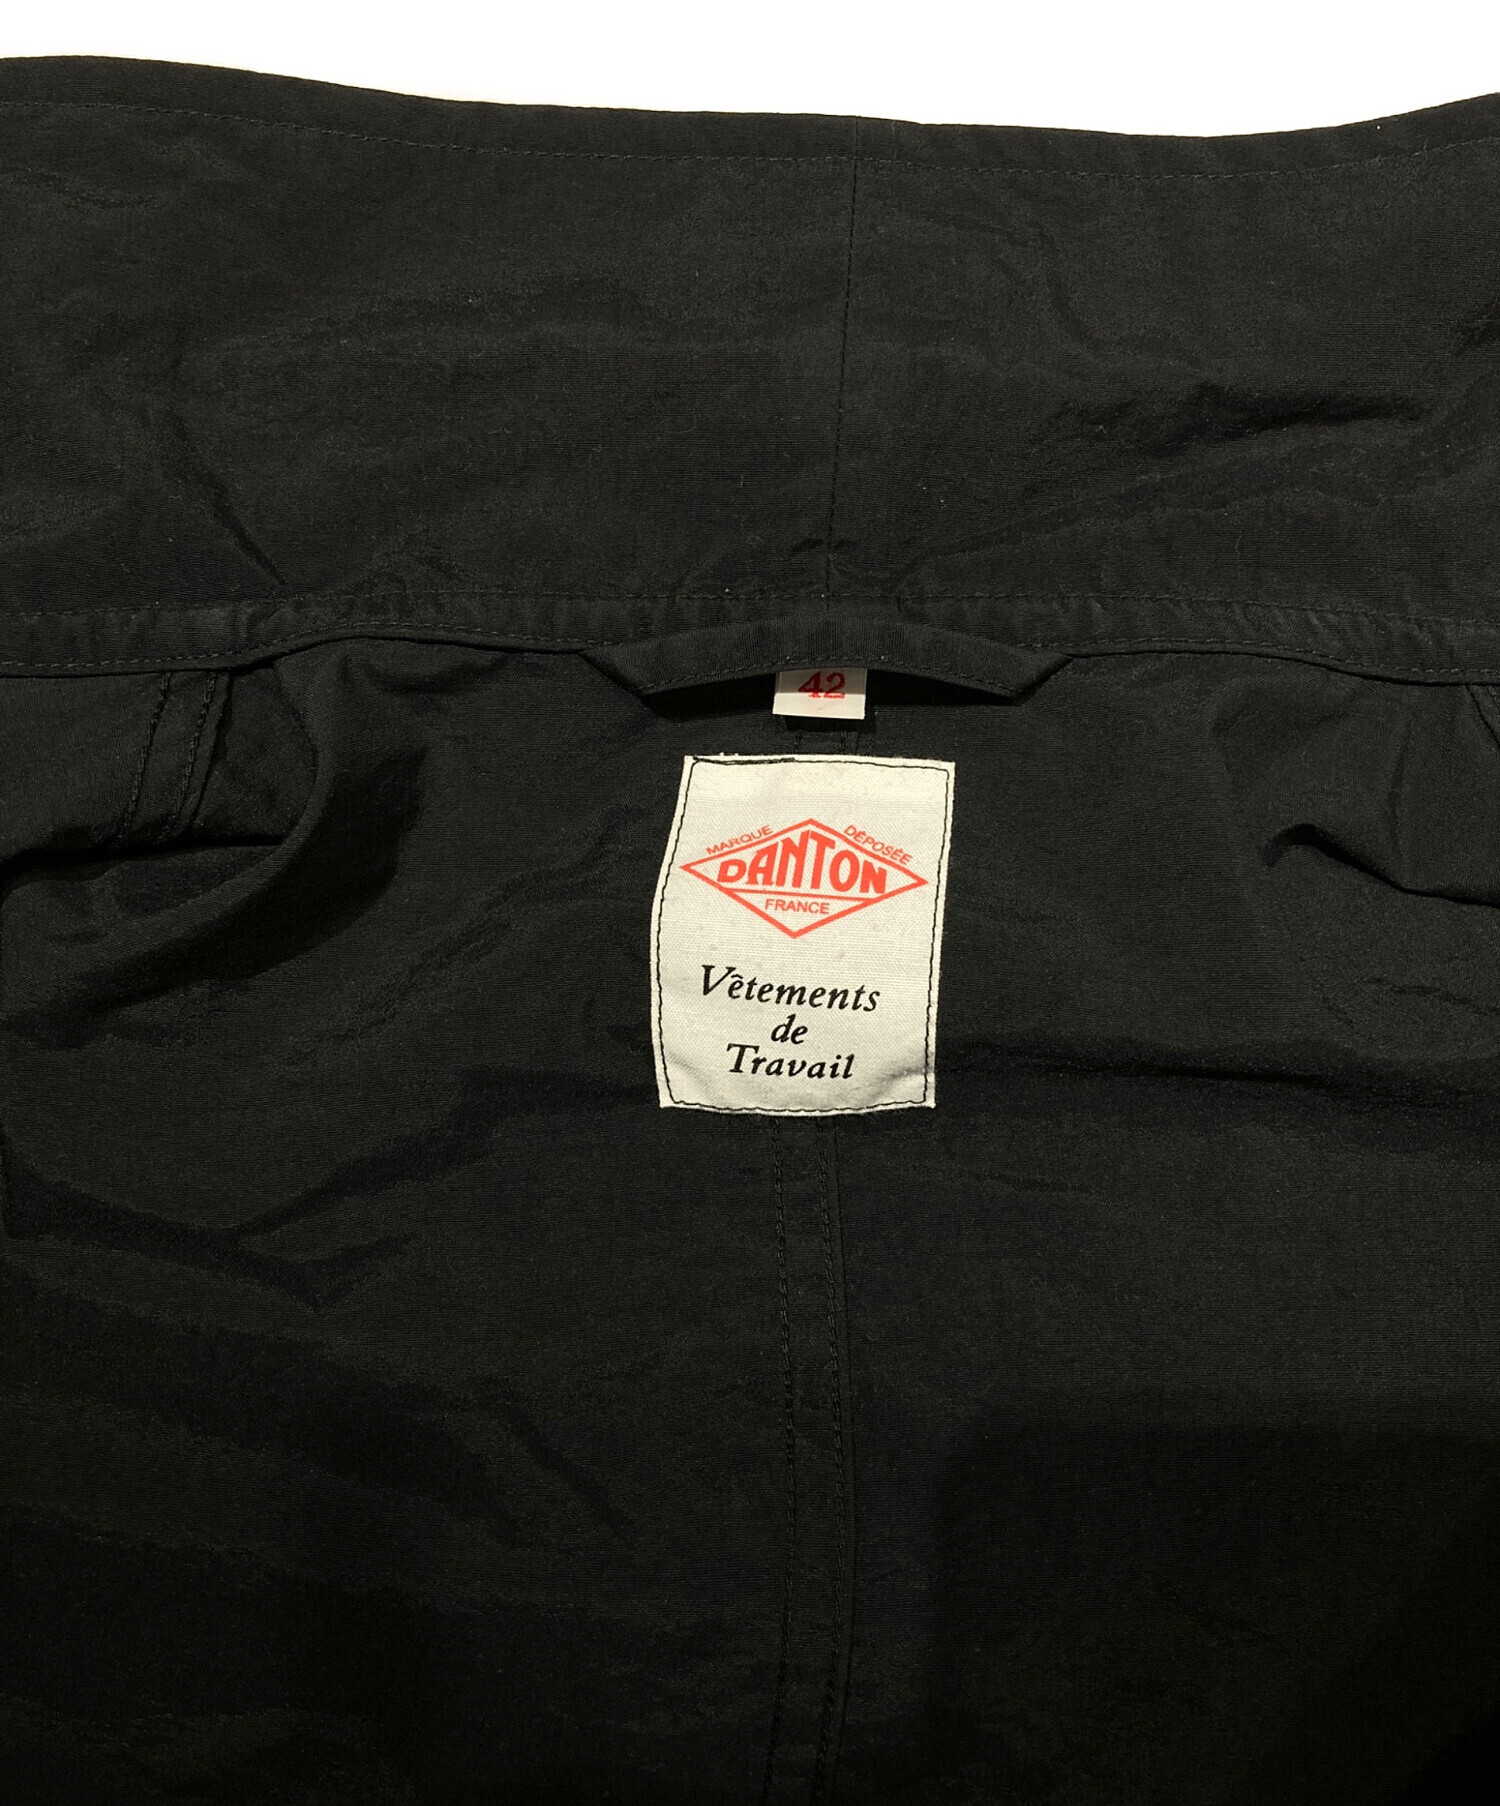 42
MARQUE DÉPOSÉE
DANTON
FRANCE
Vêtements
de
Travail